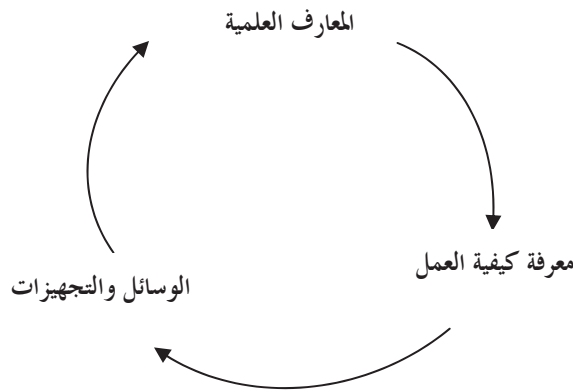 المعارف العلمية
معرفة كيفية العمل
الوسائل والتجهيزات